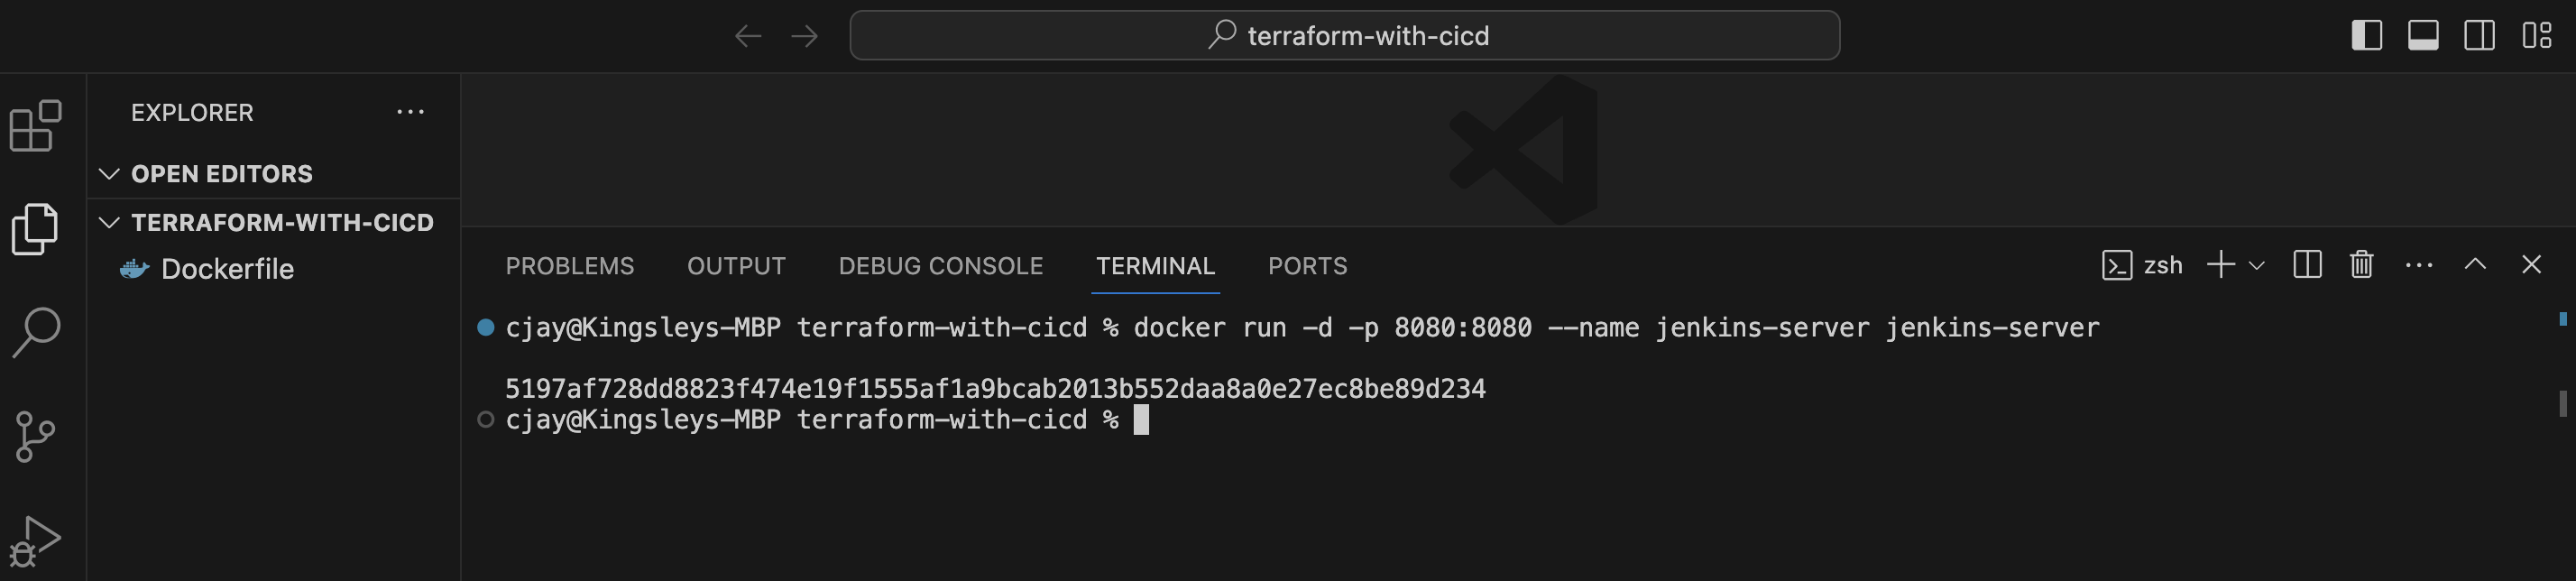 terraform-with-cicd
EXPLORER
OPEN EDITORS
TERRAFORM-WITH-CICD
Dockerfile
PROBLEMS OUTPUT DEBUG CONSOLE TERMINAL PORTS zsh
cjay@Kingsleys-MBP terraform-with-cicd % docker run -d -p 8080:8080 --name jenkins-server jenkins-server
5197af728dd8823f474e19f1555af1a9bcab2013b552daa8a0e27ec8be89d234
cjay@Kingsleys-MBP terraform-with-cicd %